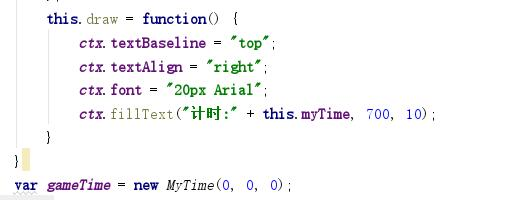 this.draw = function() {
ctx.textBaseline = "top";
ctx.textAlign = "right";
ctx.font = "20px Arial";
ctx.fillText("计时:" + this.myTime, 700, 10);
}
}
var gameTime = new MyTime(0, 0, 0);